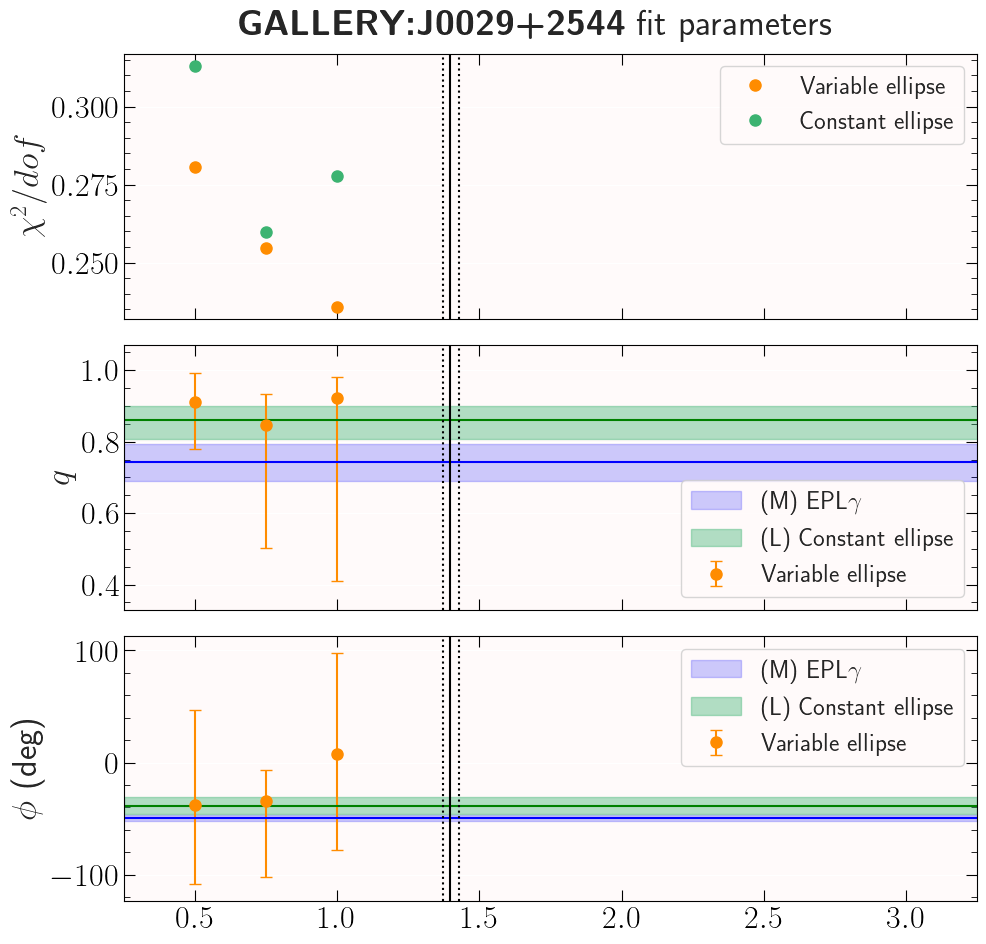 GALLERY:J0029+2544 fit parameters
0.300
0.275
0.250
χ²/dof
Variable ellipse
Constant ellipse
1.0
0.8
0.6
0.4
q
(M) EPLγ
(L) Constant ellipse
Variable ellipse
100
0
−100
ϕ (deg)
(M) EPLγ
(L) Constant ellipse
Variable ellipse
0.5 1.0 1.5 2.0 2.5 3.0